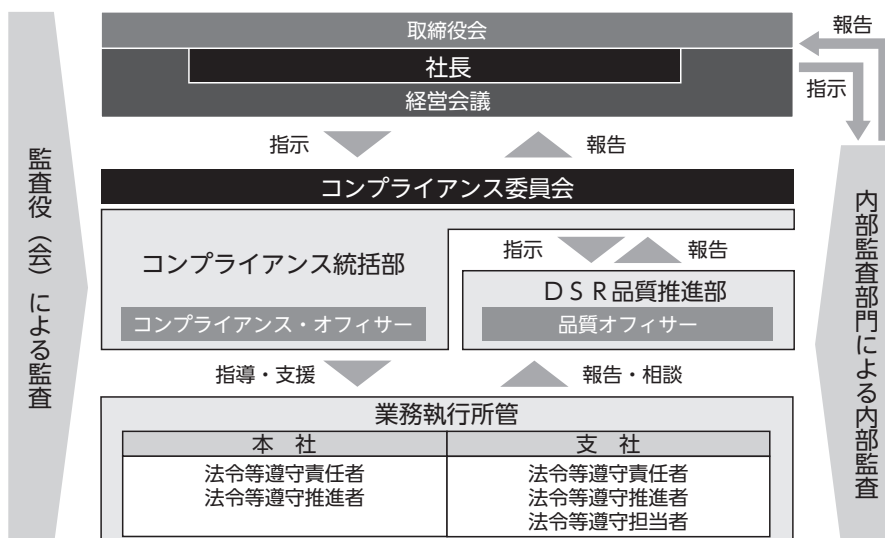 取締役会
社長
経営会議
報告
指示
指示
報告
監査役（会）による監査
内部監査部門による内部監査
コンプライアンス委員会
コンプライアンス統括部
コンプライアンス・オフィサー
指示
報告
ＤＳＲ品質推進部
品質オフィサー
指導・支援
報告・相談
業務執行所管
本　社
支　社
法令等遵守責任者
法令等遵守推進者
法令等遵守責任者
法令等遵守推進者
法令等遵守担当者